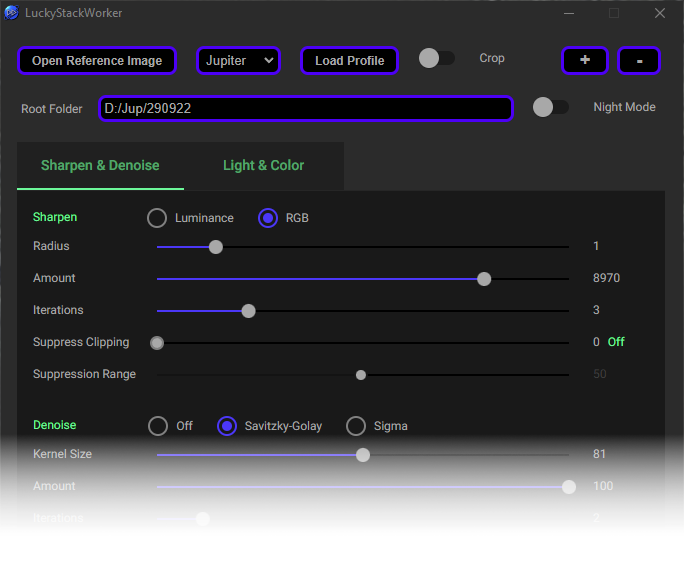 LuckyStackWorker
Open Reference Image Jupiter Load Profile Crop + -
Root Folder D:/Jup/290922 Night Mode
Sharpen & Denoise Light & Color
Sharpen Luminance RGB
Radius 1
Amount 8970
Iterations 3
Suppress Clipping 0 Off
Suppression Range 50
Denoise Off Savitzky-Golay Sigma
Kernel Size 81
Amount 100
Iterations 2